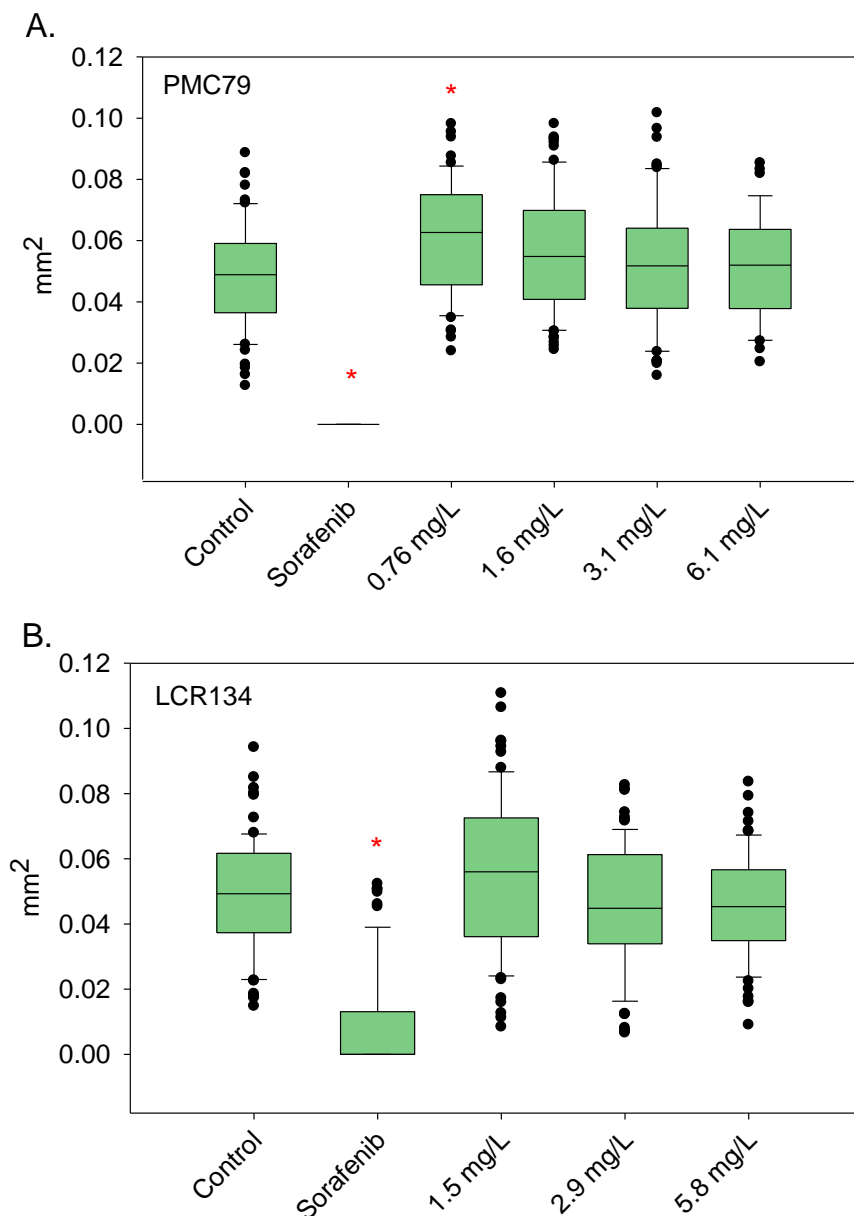 A.
0.12
PMC79
*
0.10
0.08
0.06
mm²
0.04
*
0.02
0.00
Control
Sorafenib
0.76 mg/L
1.6 mg/L
3.1 mg/L
6.1 mg/L
B.
0.12
LCR134
0.10
0.08
*
0.06
mm²
0.04
0.02
0.00
Control
Sorafenib
1.5 mg/L
2.9 mg/L
5.8 mg/L